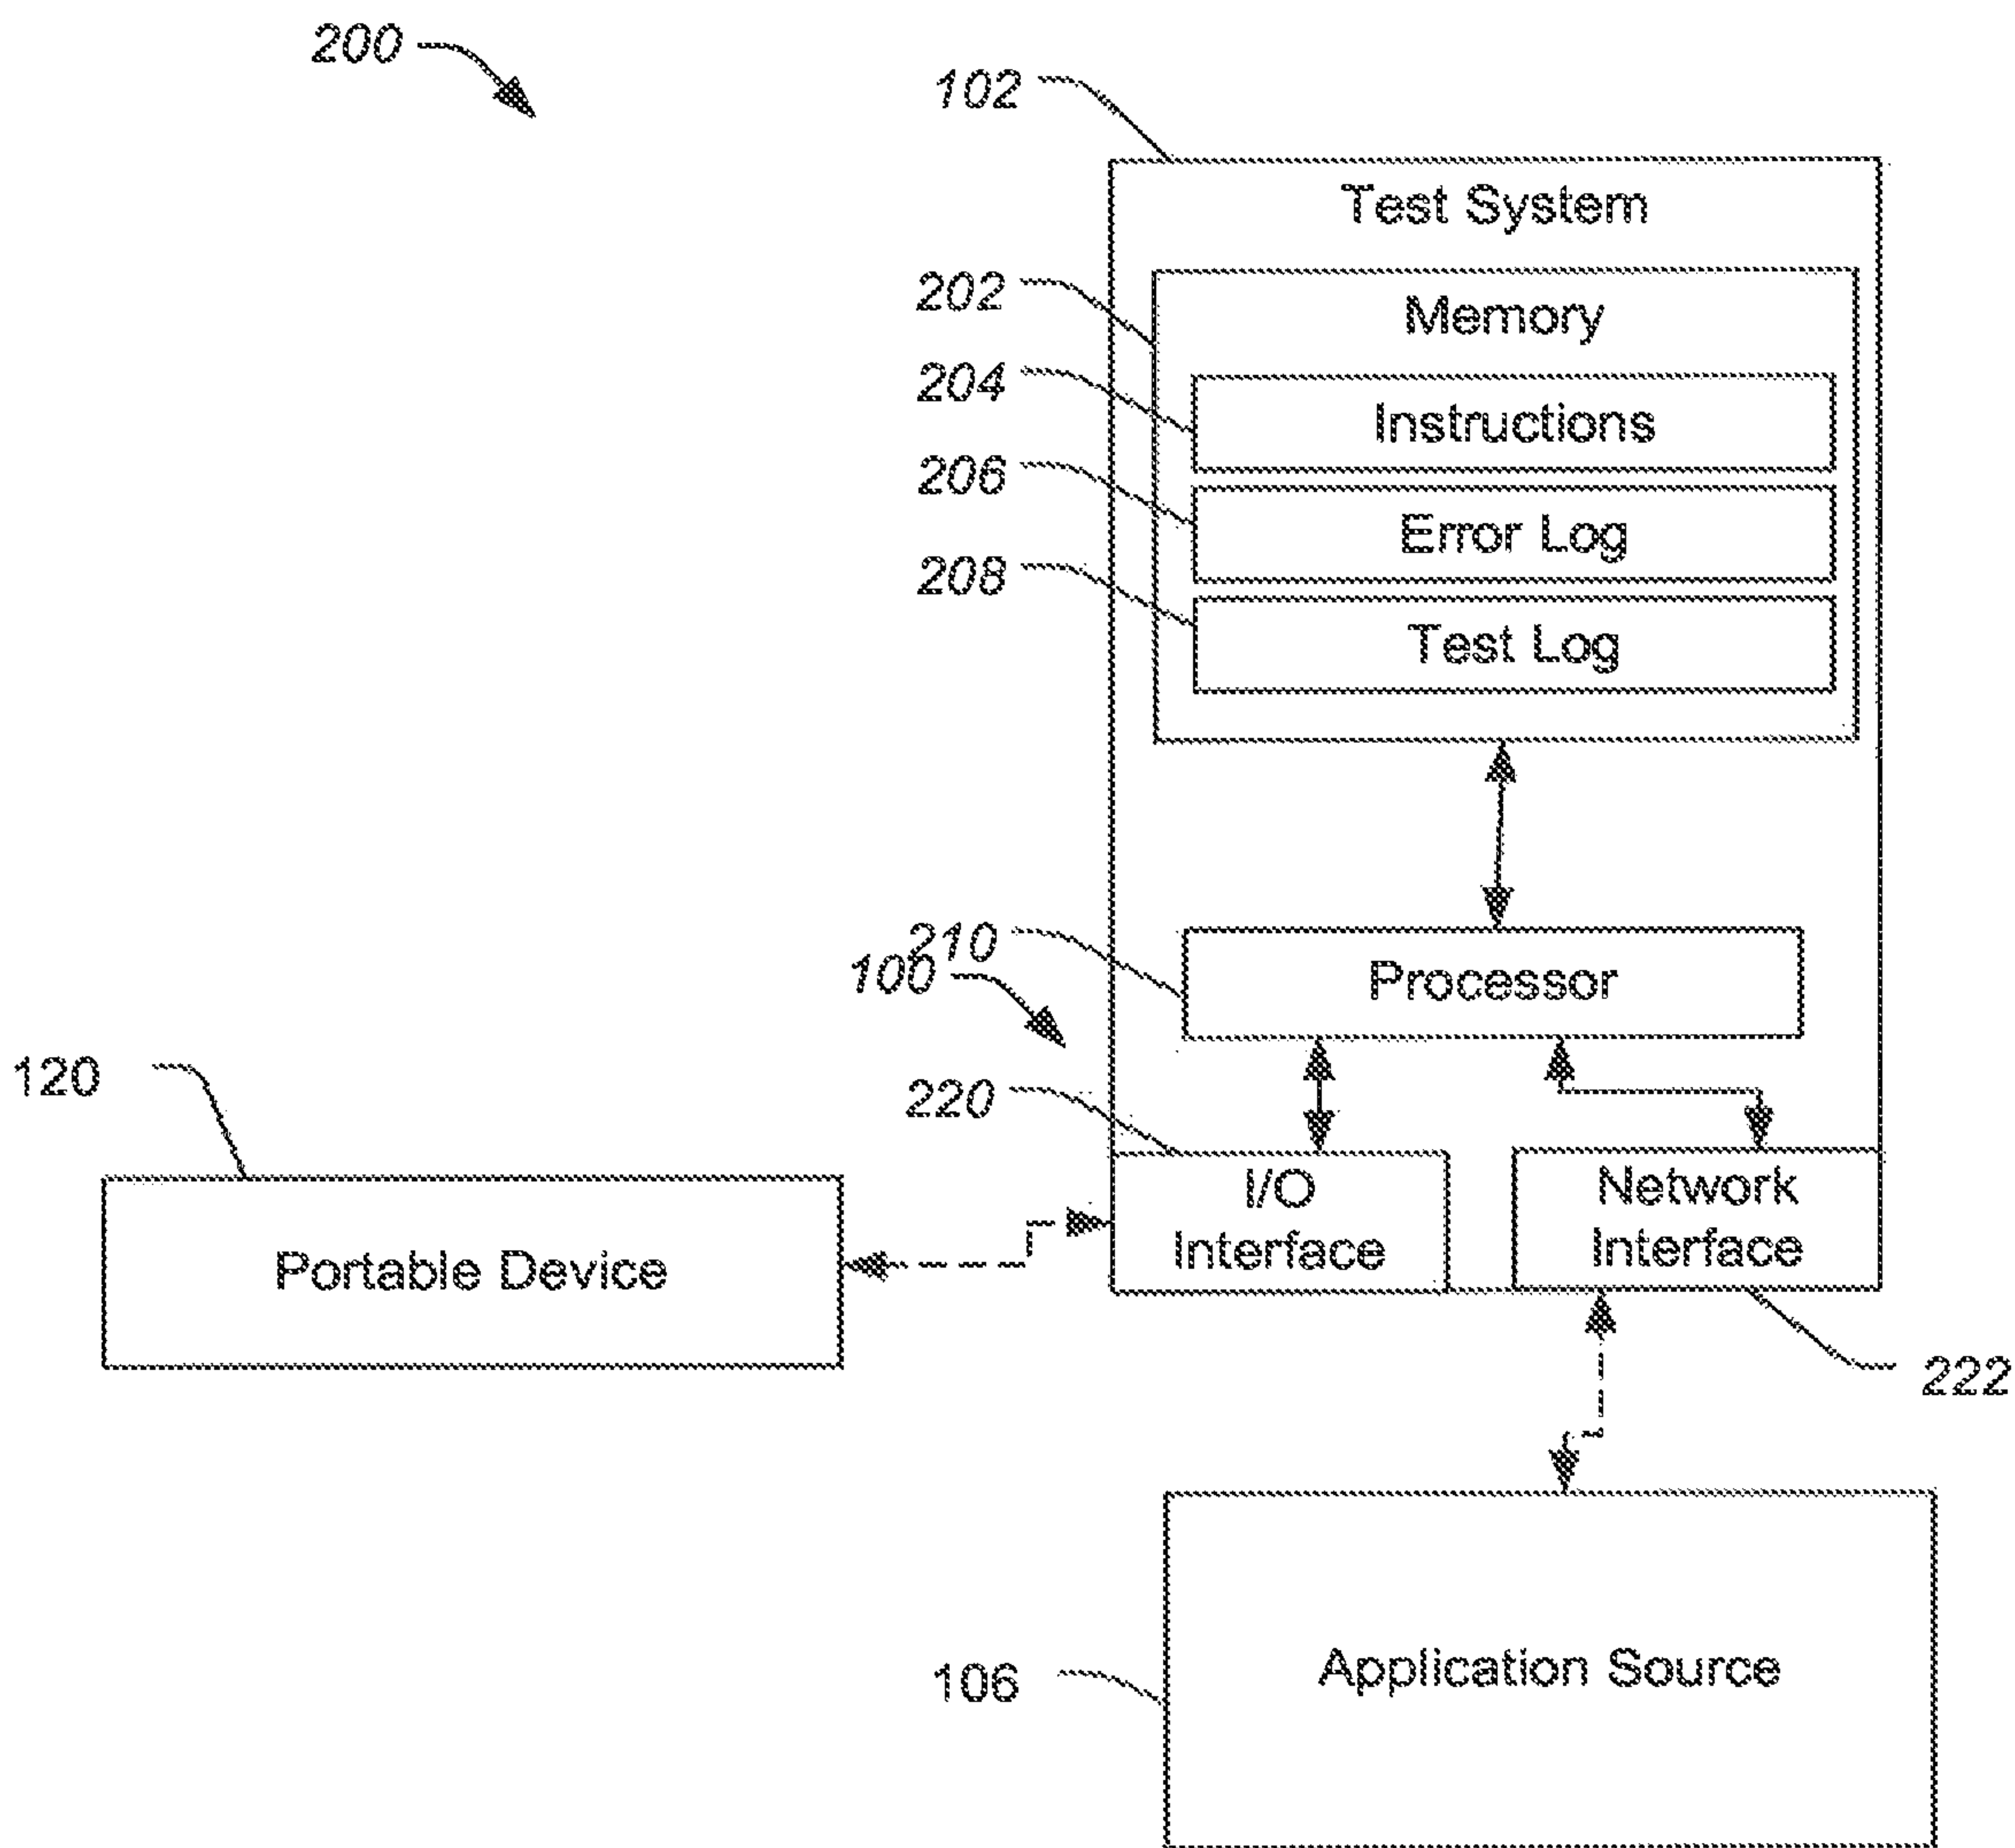 200
102
Test System
202
Memory
204
Instructions
206
Error Log
208
Test Log
210
100
Processor
120
220
I/O
Interface
Network
Interface
Portable Device
222
106
Application Source